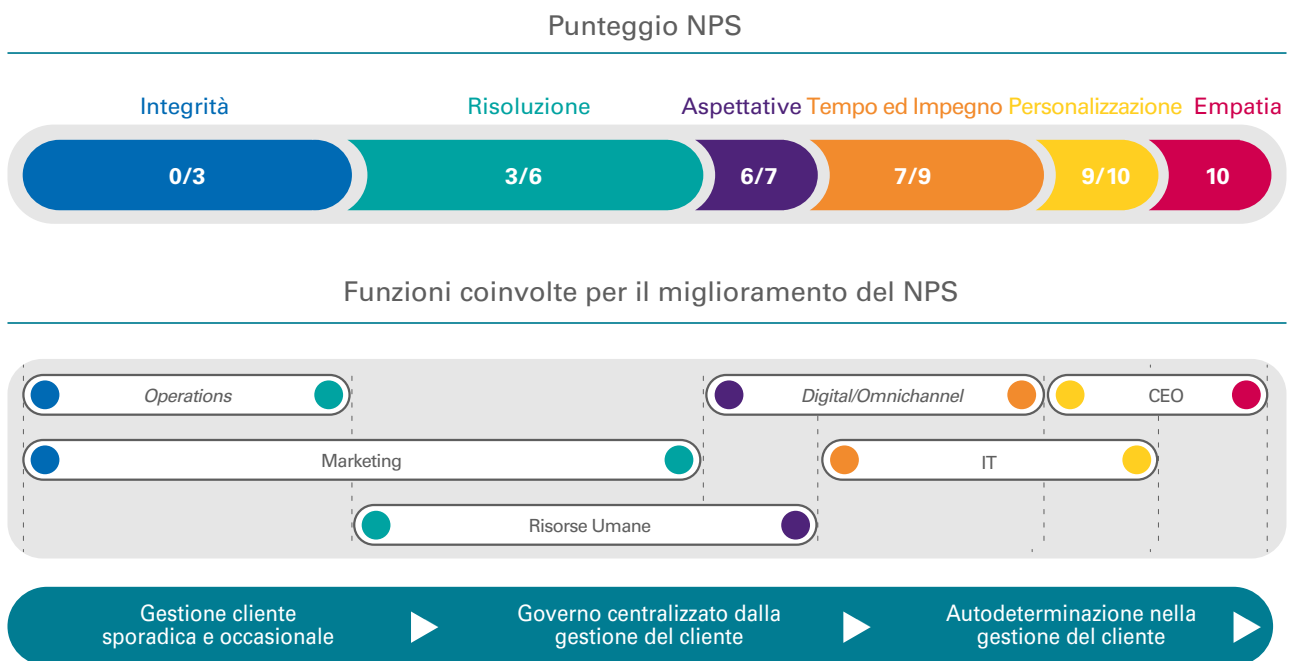 Punteggio NPS
Integrità
Risoluzione
Aspettative
Tempo ed Impegno
Personalizzazione
Empatia
0/3
3/6
6/7
7/9
9/10
10
Funzioni coinvolte per il miglioramento del NPS
Operations
Digital/Omnichannel
CEO
Marketing
IT
Risorse Umane
Gestione cliente
sporadica e occasionale
Governo centralizzato dalla
gestione del cliente
Autodeterminazione nella
gestione del cliente